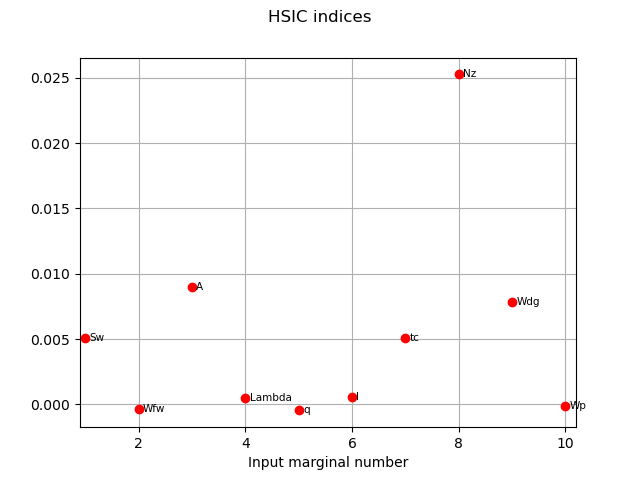 HSIC indices
0.025
Nz
0.020
0.015
0.010
A
Wdg
0.005
Sw
tc
Lambda
l
0.000
Wfw
q
Wp
2
4
6
8
10
Input marginal number